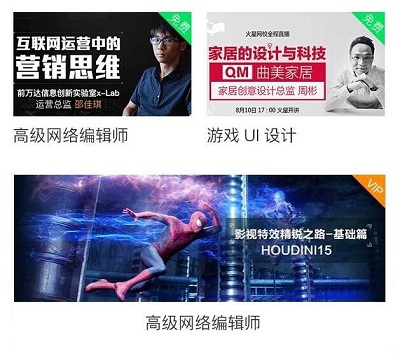 免费
互联网运营中的
营销思维
前万达信息创新实验室x-Lab
运营总监 邵佳琪
高级网络编辑师
免费
火星网校全程直播
家居的设计与科技
QM 曲美家居
家居创意设计总监 周彬
8月10日 17:00 火星开讲
游戏 UI 设计
VIP
影视特效精锐之路-基础篇
HOUDINI15
高级网络编辑师